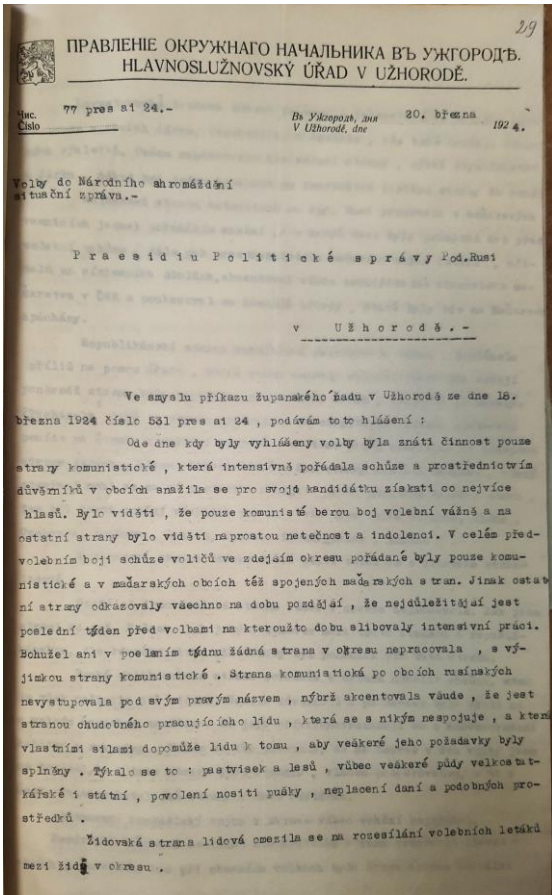 29
ПРАВЛЕНІЕ ОКРУЖНАГО НАЧАЛЬНИКА ВЪ УЖГОРОДѢ.
HLAVNOSLUŽNOVSKÝ ÚŘAD V UŽHORODĚ.
Чис.
Číslo
77 pres ai 24.-
Въ Ужгородѣ, дня
V Užhorodě, dne
20. března
1924.
Volby do Národního shromáždění
situační zpráva.-
Praesidiu Politické správy Pod.Rusi
v Užhorodě.-
Ve smyslu příkazu županského řadu v Užhorodě ze dne 18.
března 1924 číslo 531 pres ai 24 , podávám toto hlášení :
Ode dne kdy byly vyhlášeny volby byla znáti činnost pouze
strany komunistické , která intensivně pořádala schůze a prostřednictvím
důvěrníků v obcích snažila se pro svojd kandidátku získati co nejvíce
hlasů. Bylo viděti , že pouze komunisté berou boj volební vážně a na
ostatní strany bylo viděti naprostou netečnost a indolenci. V celém před-
volebním boji schůze voličů ve zdejším okresu pořádané byly pouze komu-
nistické a v maďarských obcích též spojených maďarských stran. Jinak ostat
ní strany odkazovaly všechno na dobu pozdější , že nejdůležitější jest
poslední týden před volbami na kteroužto dobu slibovaly intensivní práci.
Bohužel ani v poslaním týdnu žádná strana v okresu nepracovala , s vý-
jimkou strany komunistické . Strana komunistická po obcích rusínských
nevystupovala pod svým pravým názvem , nýbrž akcentovala všude , že jest
stranou chudobného pracujícího lidu , která se s nikým nespojuje , a která
vlastními silami dopomůže lidu k tomu , aby veškeré jeho požadavky byly
splněny . Týkalo se to : pastvisek a lesů , vůbec veškeré půdy velkostat-
kářské i státní , povolení nositi pušky , neplacení daní a podobných pro-
středků .
Židovská strana lidová omezila se na rozesílání volebních letáků
mezi židy v okresu .